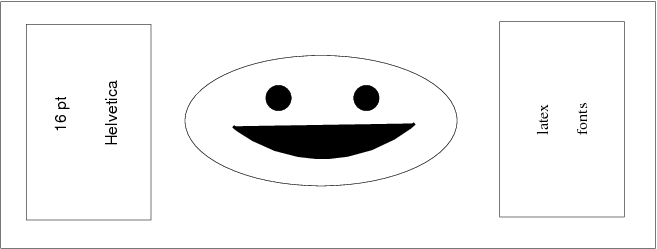 16 pt
Helvetica
latex
fonts